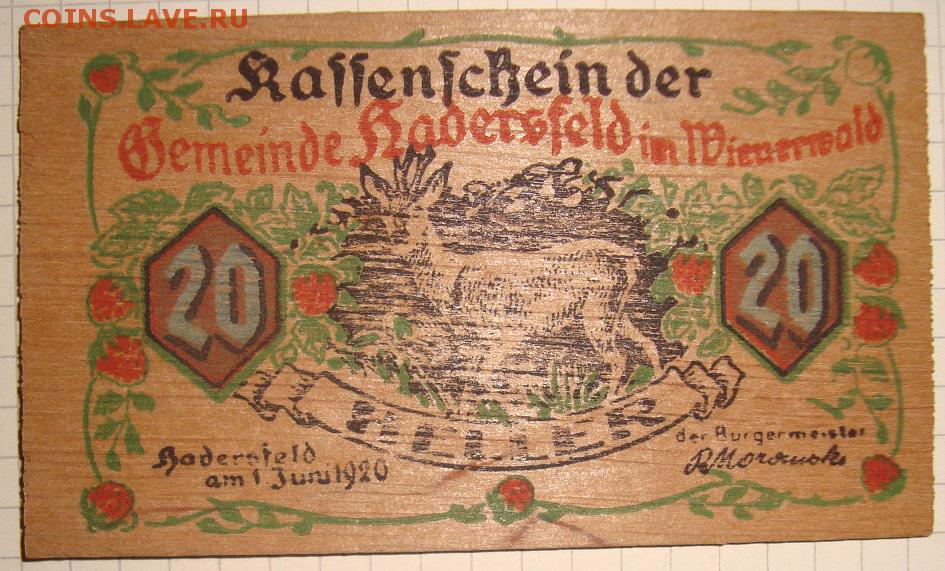 COINS.LAVE.RU
Kassenschein der
Gemeinde Hadersfeld im Wienerwald
20
20
HELLER
Hadersfeld
am 1. Juni 1920
der Bürgermeister